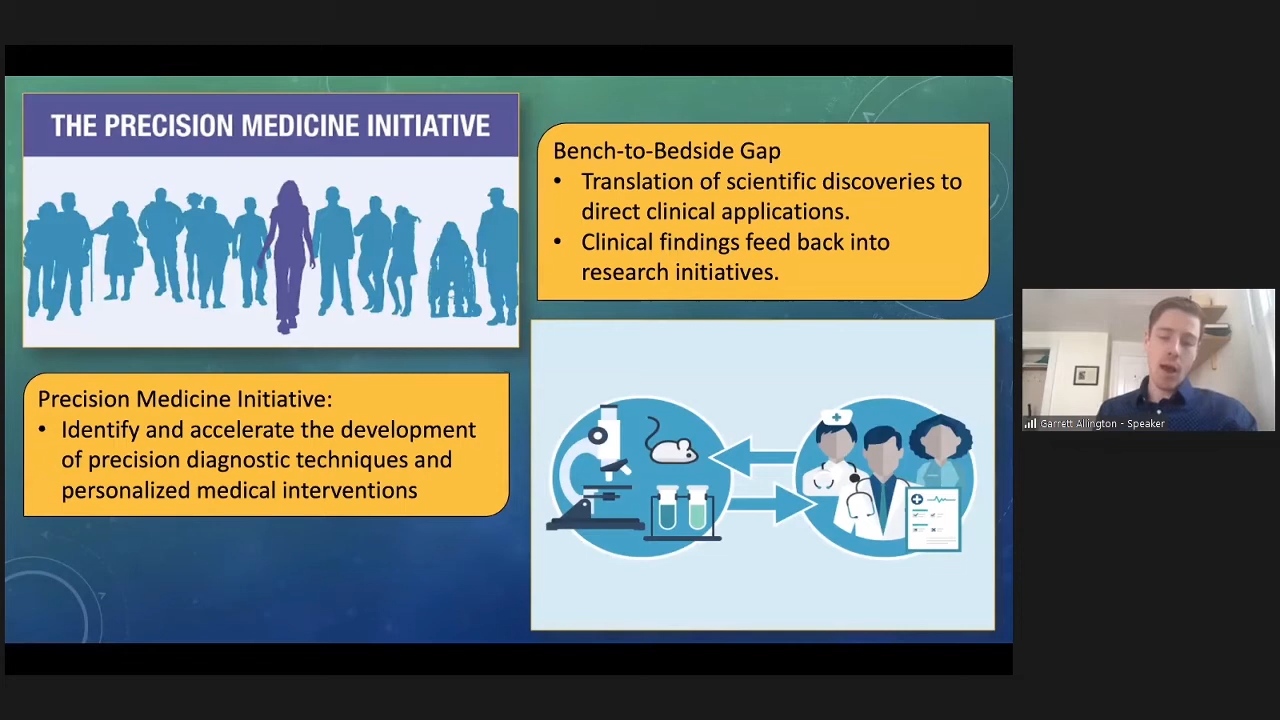 THE PRECISION MEDICINE INITIATIVE
Bench-to-Bedside Gap
• Translation of scientific discoveries to
direct clinical applications.
• Clinical findings feed back into
research initiatives.
Precision Medicine Initiative:
• Identify and accelerate the development
of precision diagnostic techniques and
personalized medical interventions
Garrett Allington - Speaker